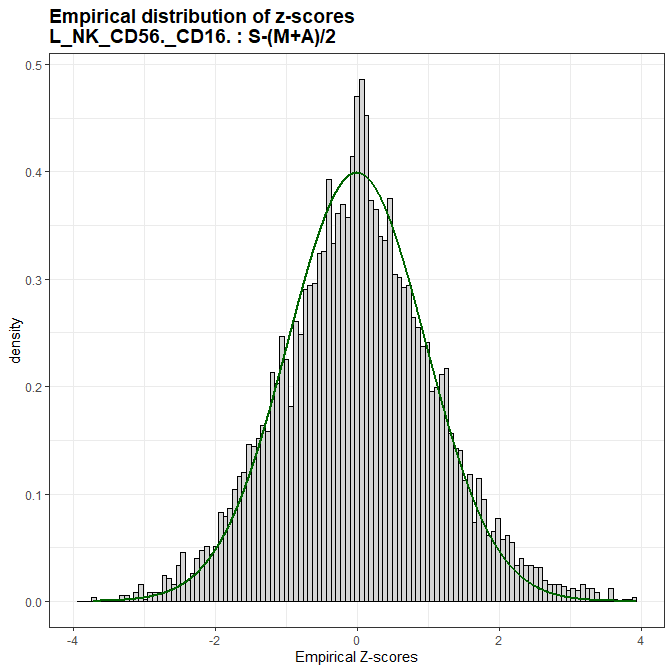 Empirical distribution of z-scores
L_NK_CD56._CD16. : S-(M+A)/2
0.5
0.4
0.3
0.2
0.1
0.0
density
-4
-2
0
2
4
Empirical Z-scores